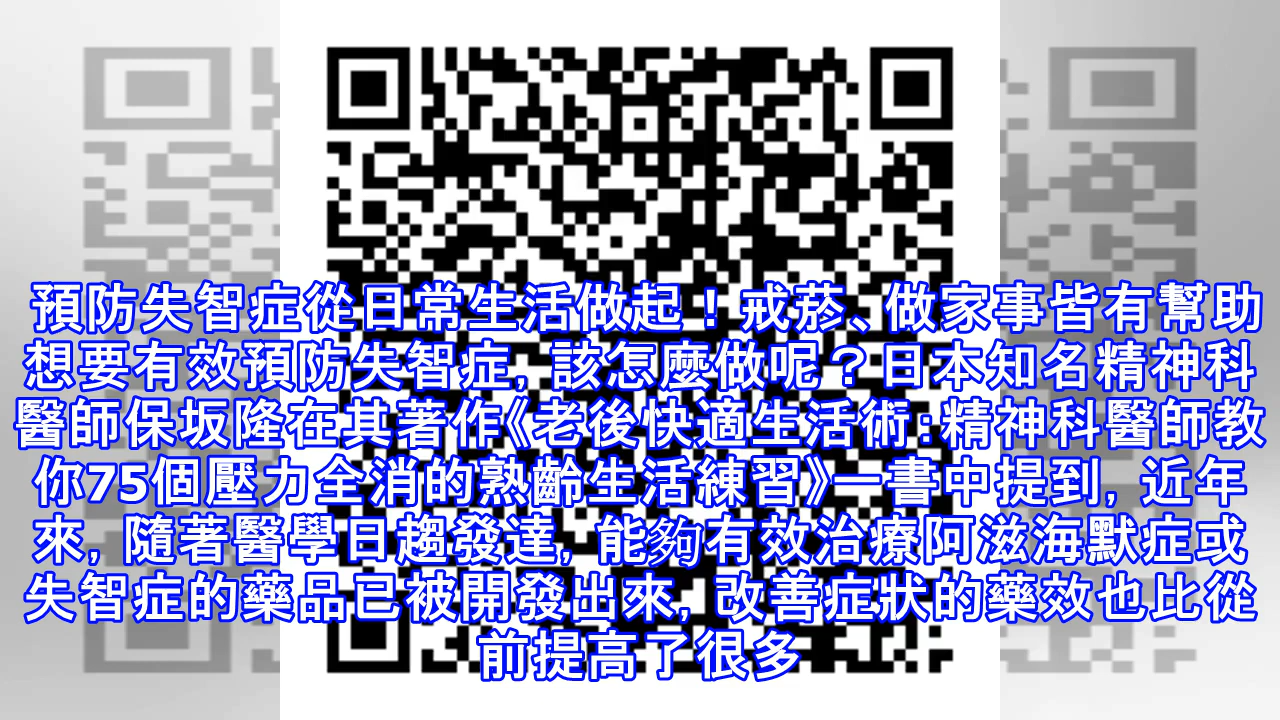 預防失智症從日常生活做起！戒菸、做家事皆有幫助
想要有效預防失智症, 該怎麼做呢？日本知名精神科
醫師保坂隆在其著作《老後快適生活術:精神科醫師教
你75個壓力全消的熟齡生活練習》一書中提到, 近年
來, 隨著醫學日趨發達, 能夠有效治療阿滋海默症或
失智症的藥品已被開發出來, 改善症狀的藥效也比從
前提高了很多